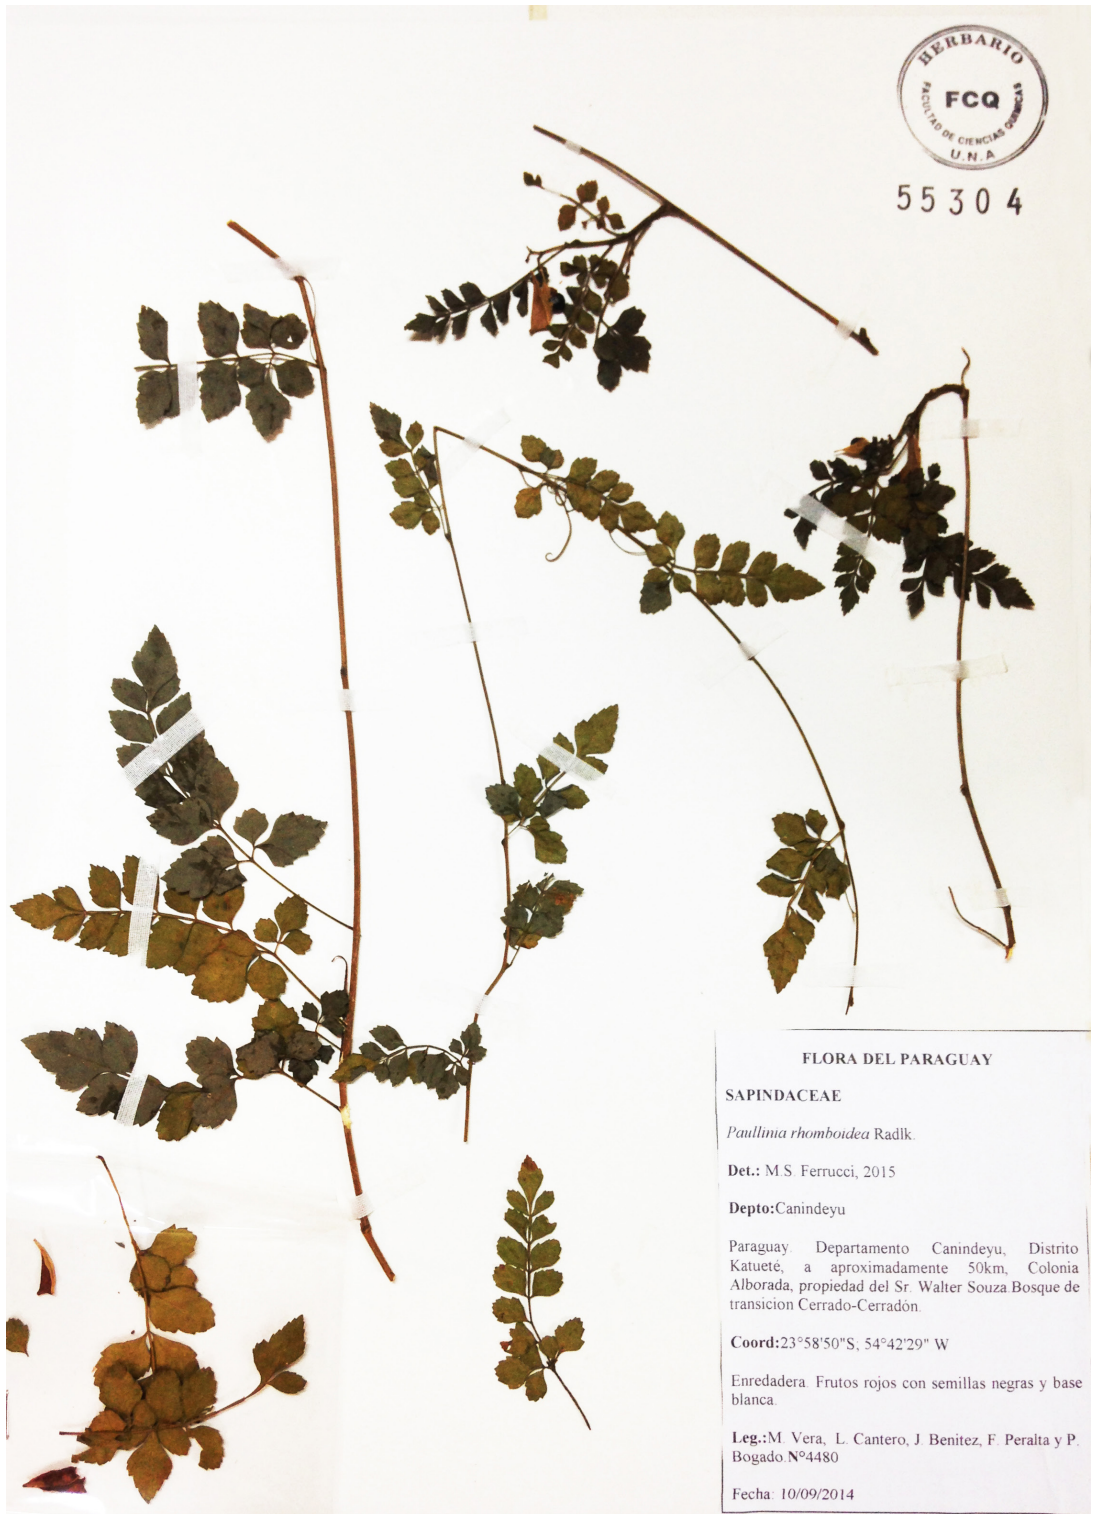 HERBARIO
FCQ
FACULTAD DE CIENCIAS QUIMICAS
U.N.A
55304
FLORA DEL PARAGUAY
SAPINDACEAE
Paullinia rhomboidea Radlk.
Det.: M.S. Ferrucci, 2015
Depto:Canindeyu
Paraguay. Departamento Canindeyu, Distrito
Katueté, a aproximadamente 50km, Colonia
Alborada, propiedad del Sr. Walter Souza.Bosque de
transicion Cerrado-Cerradón.
Coord:23°58'50"S; 54°42'29" W
Enredadera. Frutos rojos con semillas negras y base
blanca.
Leg.:M. Vera, L. Cantero, J. Benitez, F. Peralta y P.
Bogado.N°4480
Fecha: 10/09/2014